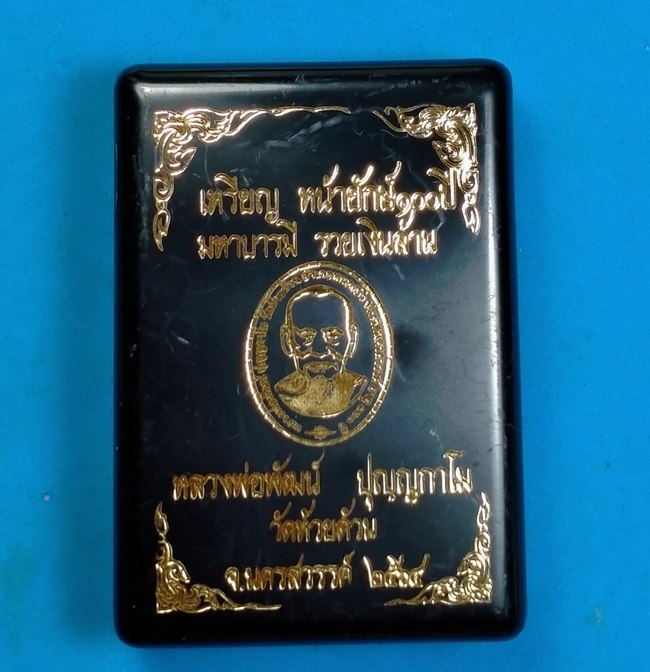 เหรียญ หน้ายักษ์๑๐๐ปี
มหาบารมี รวยเงินล้าน
หลวงพ่อพัฒน์ ปุญญกาโม
วัดห้วยด้วน
จ.นครสวรรค์ ๒๕๖๔